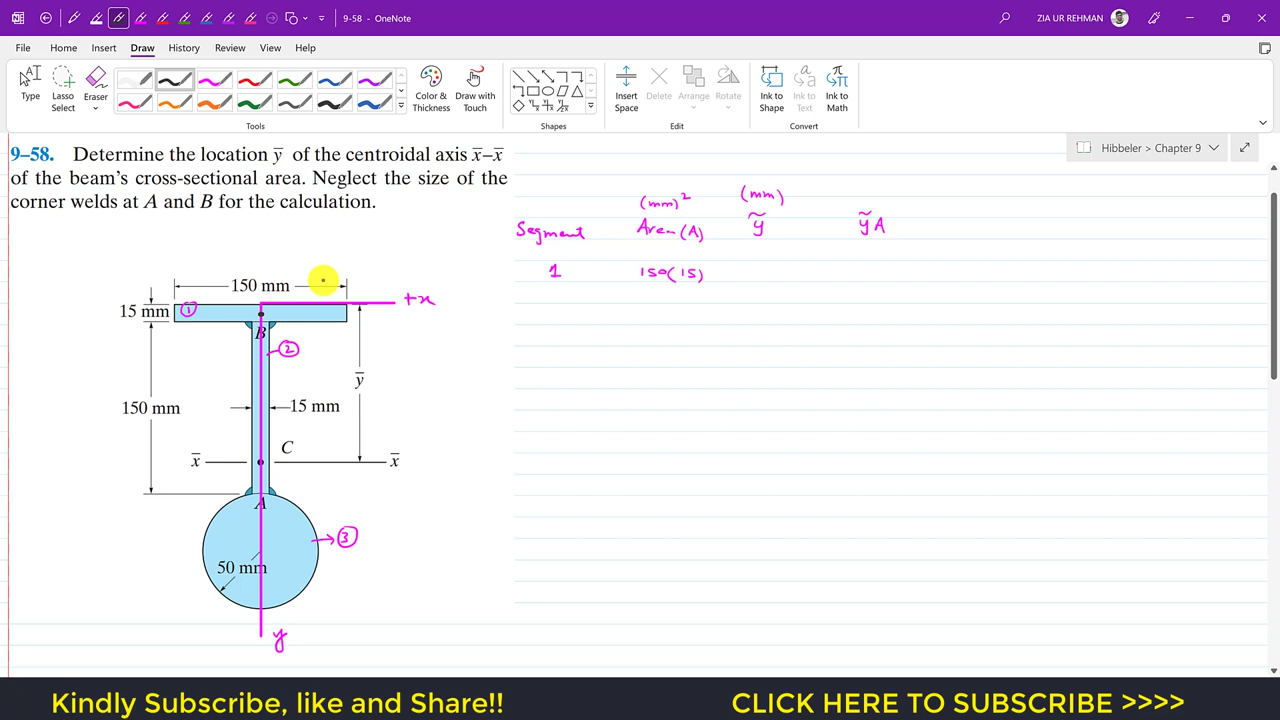 9-58 - OneNote
ZIA UR REHMAN
File Home Insert Draw History Review View Help
Type
Lasso Select
Eraser
Color & Thickness
Draw with Touch
Insert Space
Delete
Arrange
Rotate
Ink to Shape
Ink to Text
Ink to Math
Tools
Shapes
Edit
Convert
Hibbeler > Chapter 9
9–58. Determine the location y̅ of the centroidal axis x̅–x̅
of the beam's cross-sectional area. Neglect the size of the
corner welds at A and B for the calculation.
(mm)² (mm)
Segment Area (A) ỹ ỹA
1 150(15)
150 mm
+x
15 mm
①
B
②
y̅
150 mm
15 mm
C
x̅ x̅
A
③
50 mm
y
Kindly Subscribe, like and Share!!
CLICK HERE TO SUBSCRIBE >>>>